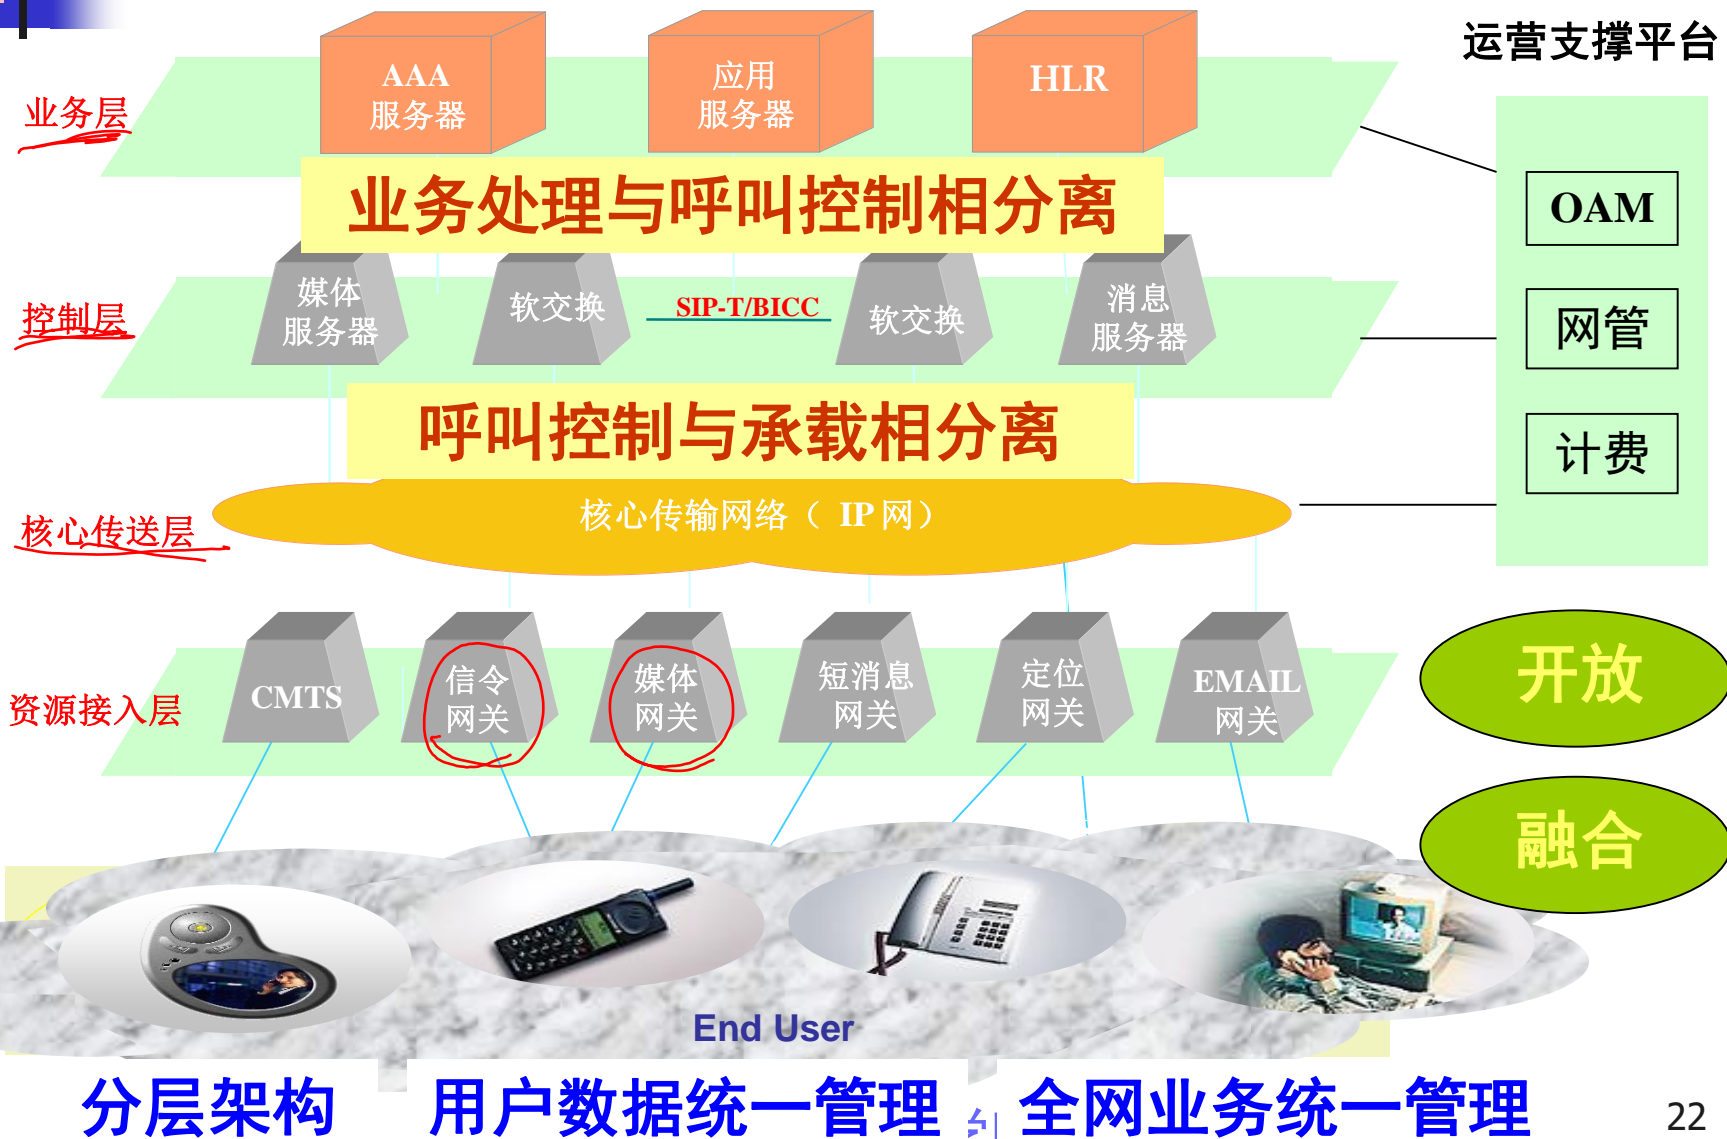 运营支撑平台
业务层
AAA
服务器
应用
服务器
HLR
业务处理与呼叫控制相分离
OAM
网管
计费
控制层
媒体
服务器
软交换
SIP-T/BICC
软交换
消息
服务器
呼叫控制与承载相分离
核心传送层
核心传输网络（ IP 网）
资源接入层
CMTS
信令
网关
媒体
网关
短消息
网关
定位
网关
EMAIL
网关
开放
融合
End User
分层架构
用户数据统一管理
全网业务统一管理
22